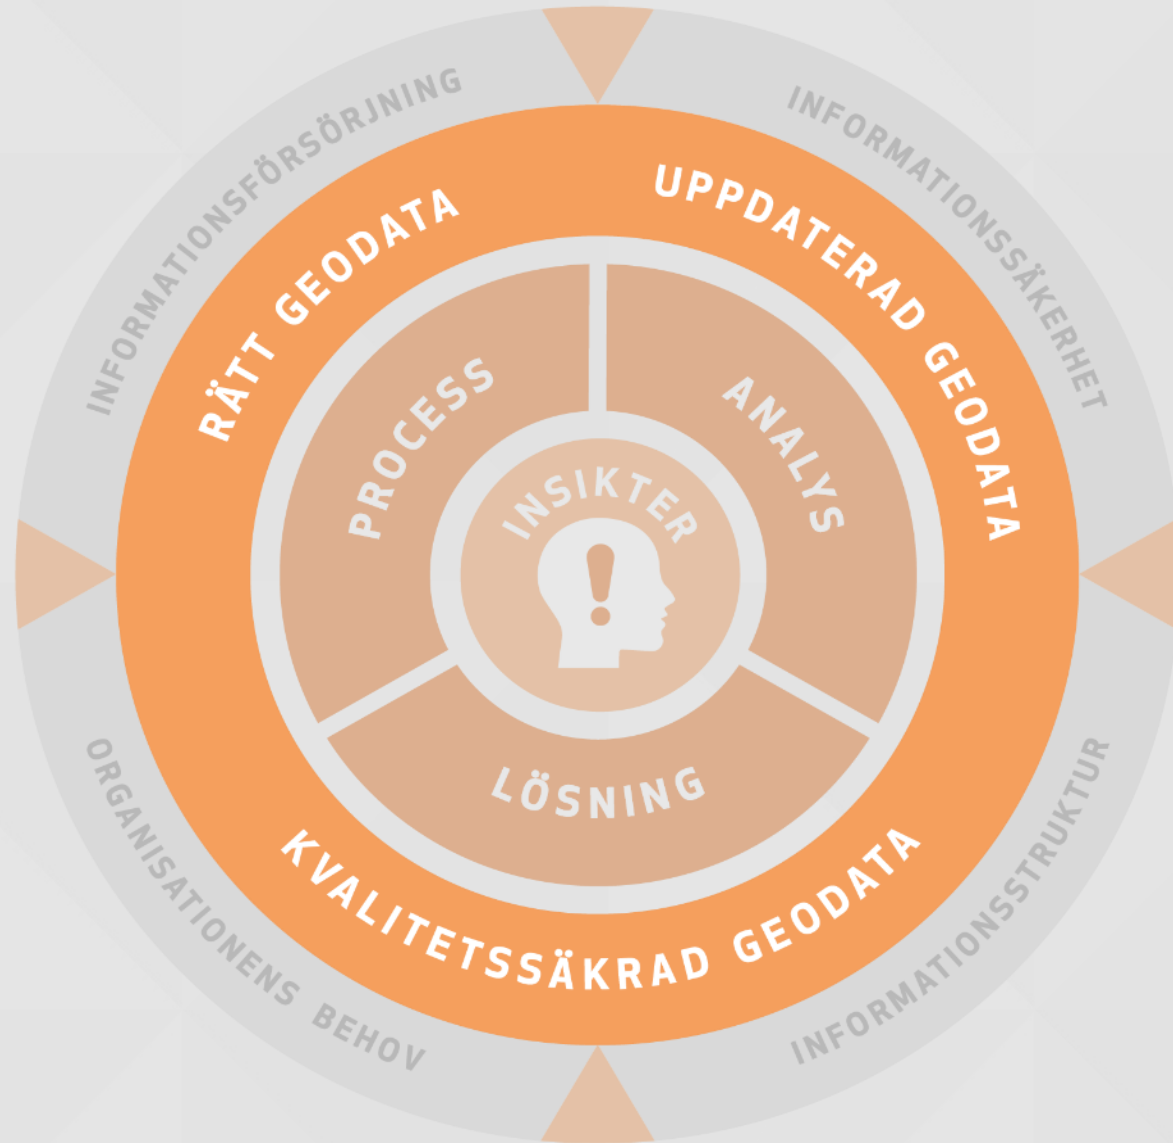 INFORMATIONSFÖRSÖRJNING
INFORMATIONSSÄKERHET
RÄTT GEODATA
UPPDATERAD GEODATA
PROCESS
ANALYS
INSIKTER
!
LÖSNING
KVALITETSSÄKRAD GEODATA
ORGANISATIONENS BEHOV
INFORMATIONSSTRUKTUR